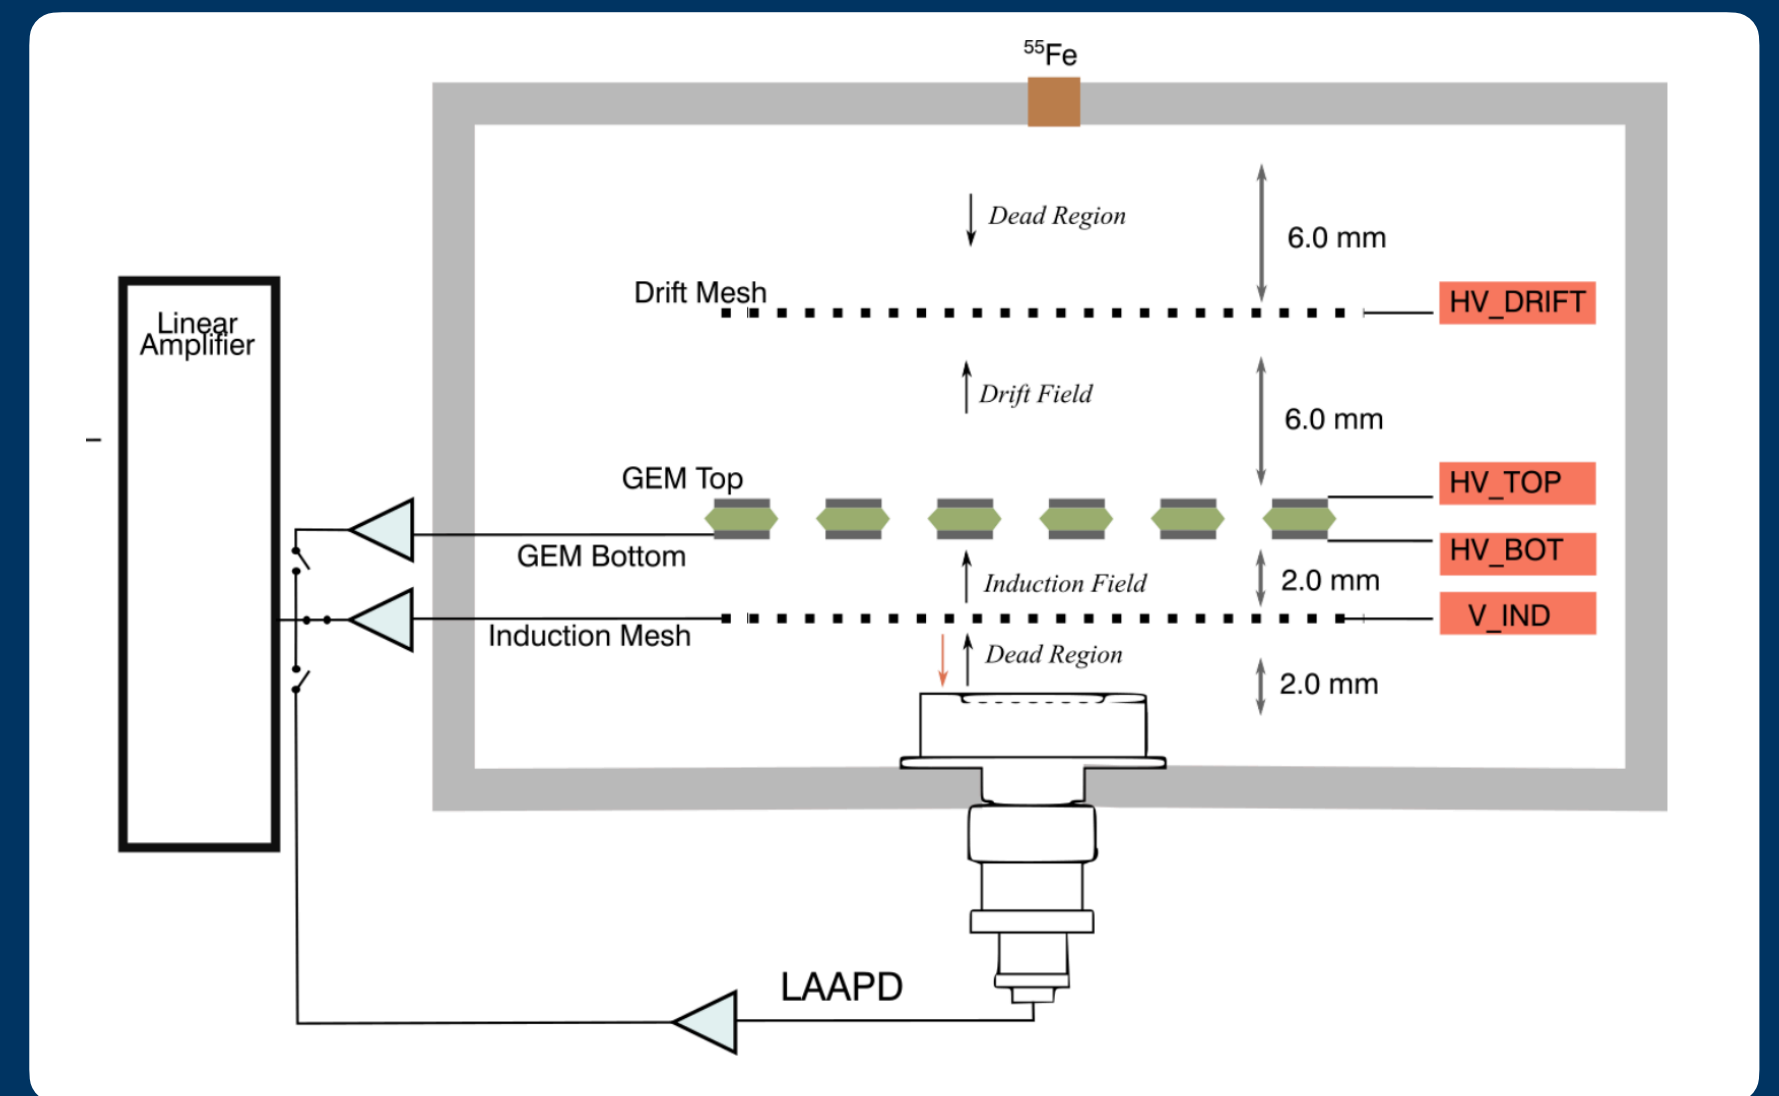 ⁵⁵Fe
Dead Region
6.0 mm
Drift Mesh
HV_DRIFT
Linear
Amplifier
Drift Field
6.0 mm
GEM Top
HV_TOP
GEM Bottom
HV_BOT
Induction Field
2.0 mm
Induction Mesh
V_IND
Dead Region
2.0 mm
LAAPD